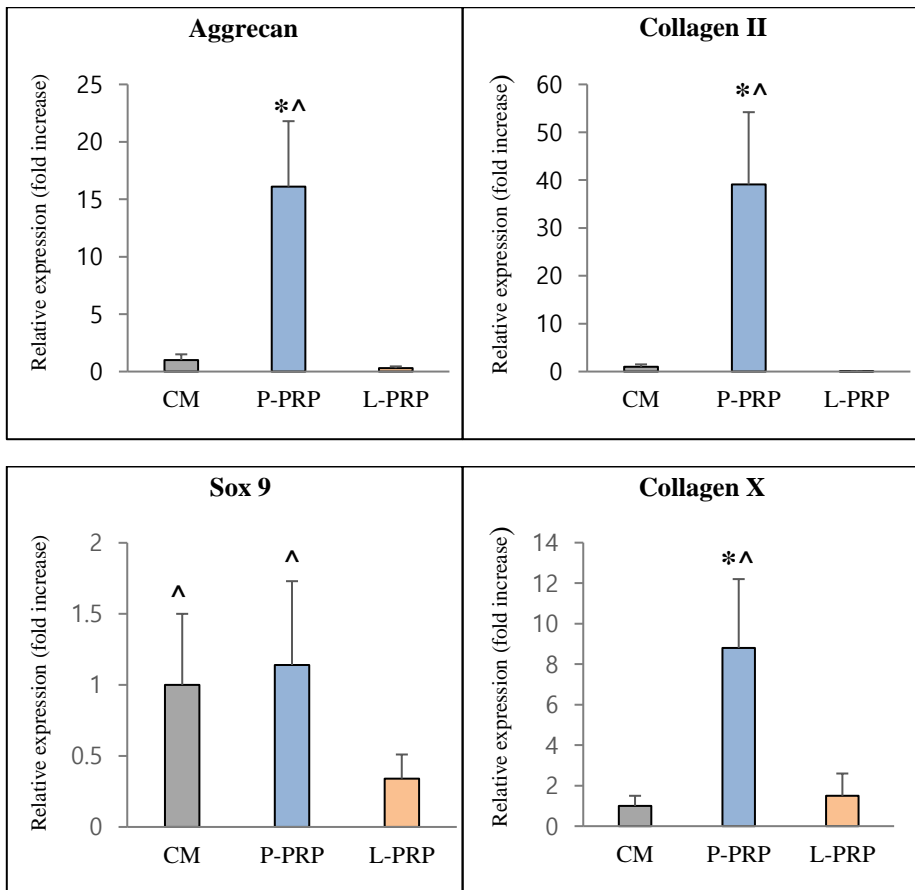 Aggrecan
Relative expression (fold increase)
25
20
15
10
5
0
*^
CM P-PRP L-PRP
Collagen II
Relative expression (fold increase)
60
50
40
30
20
10
0
*^
CM P-PRP L-PRP
Sox 9
Relative expression (fold increase)
2
1.5
1
0.5
0
^
^
CM P-PRP L-PRP
Collagen X
Relative expression (fold increase)
14
12
10
8
6
4
2
0
*^
CM P-PRP L-PRP